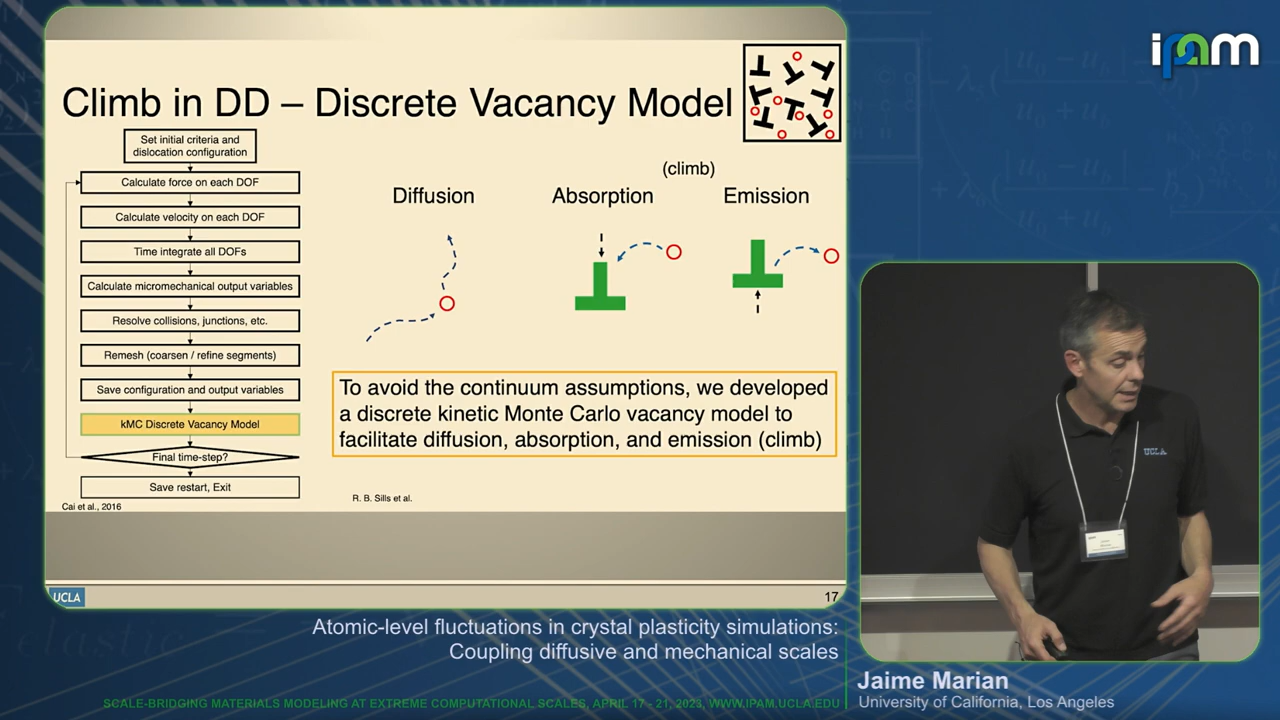 ipam
Climb in DD – Discrete Vacancy Model
Set initial criteria and
dislocation configuration
Calculate force on each DOF
Calculate velocity on each DOF
Time integrate all DOFs
Calculate micromechanical output variables
Resolve collisions, junctions, etc.
Remesh (coarsen / refine segments)
Save configuration and output variables
kMC Discrete Vacancy Model
Final time-step?
Save restart, Exit
Cai et al., 2016
(climb)
Diffusion
Absorption
Emission
To avoid the continuum assumptions, we developed
a discrete kinetic Monte Carlo vacancy model to
facilitate diffusion, absorption, and emission (climb)
R. B. Sills et al.
UCLA
17
UCLA
Atomic-level fluctuations in crystal plasticity simulations:
Coupling diffusive and mechanical scales
Jaime Marian
University of California, Los Angeles
SCALE-BRIDGING MATERIALS MODELING AT EXTREME COMPUTATIONAL SCALES, APRIL 17 - 21, 2023, WWW.IPAM.UCLA.EDU